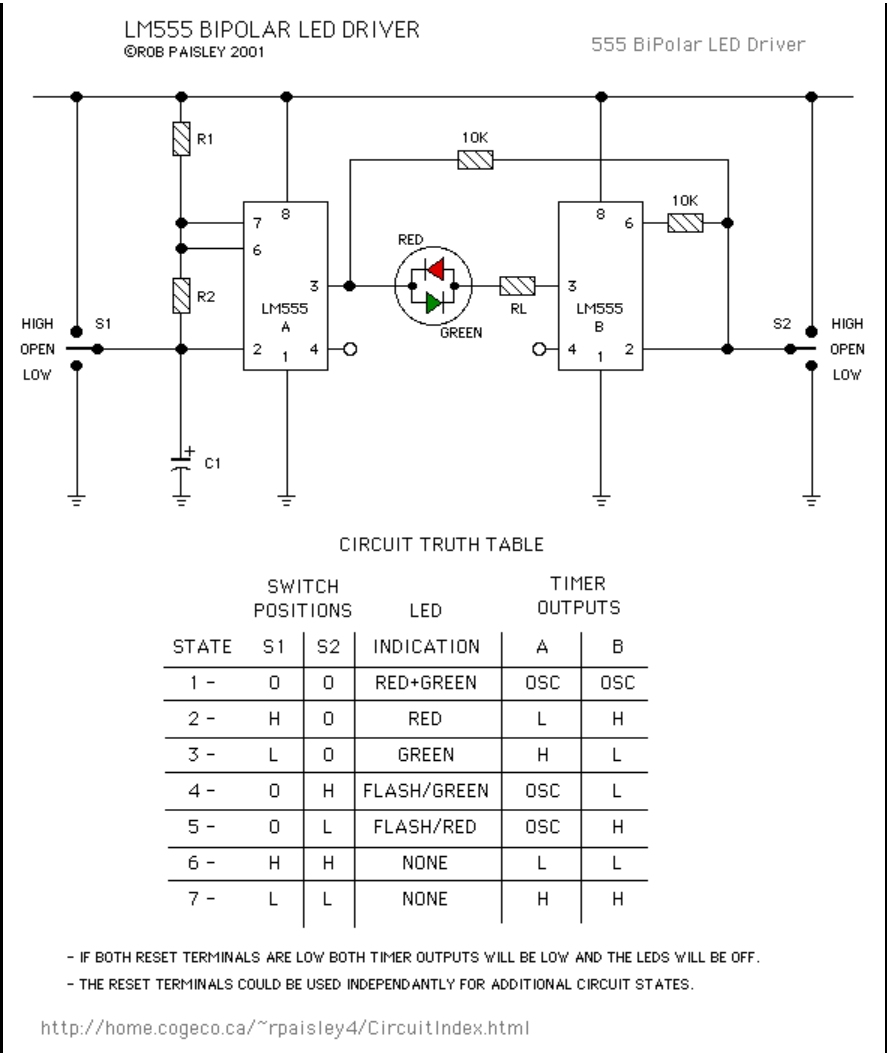 LM555 BIPOLAR LED DRIVER
©ROB PAISLEY 2001
555 BiPolar LED Driver
R1
10K
10K
7
8
8
6
6
RED
R2
3
3
LM555
A
RL
LM555
B
HIGH
S1
GREEN
S2
HIGH
OPEN
2
1
4
4
1
2
OPEN
LOW
LOW
+
C1
CIRCUIT TRUTH TABLE
SWITCH POSITIONS
LED
TIMER OUTPUTS
STATE S1 S2 INDICATION A B
1 - O O RED+GREEN OSC OSC
2 - H O RED L H
3 - L O GREEN H L
4 - O H FLASH/GREEN OSC L
5 - O L FLASH/RED OSC H
6 - H H NONE L L
7 - L L NONE H H
- IF BOTH RESET TERMINALS ARE LOW BOTH TIMER OUTPUTS WILL BE LOW AND THE LEDS WILL BE OFF.
- THE RESET TERMINALS COULD BE USED INDEPENDANTLY FOR ADDITIONAL CIRCUIT STATES.
http://home.cogeco.ca/~rpaisley4/CircuitIndex.html